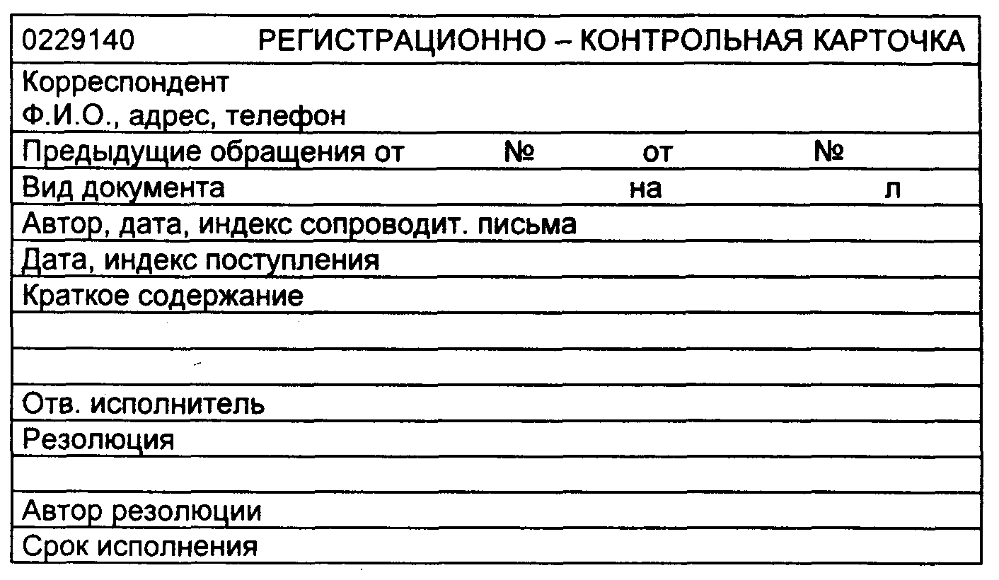 0229140 РЕГИСТРАЦИОННО – КОНТРОЛЬНАЯ КАРТОЧКА
Корреспондент
Ф.И.О., адрес, телефон
Предыдущие обращения от № от №
Вид документа на л
Автор, дата, индекс сопроводит. письма
Дата, индекс поступления
Краткое содержание
Отв. исполнитель
Резолюция
Автор резолюции
Срок исполнения